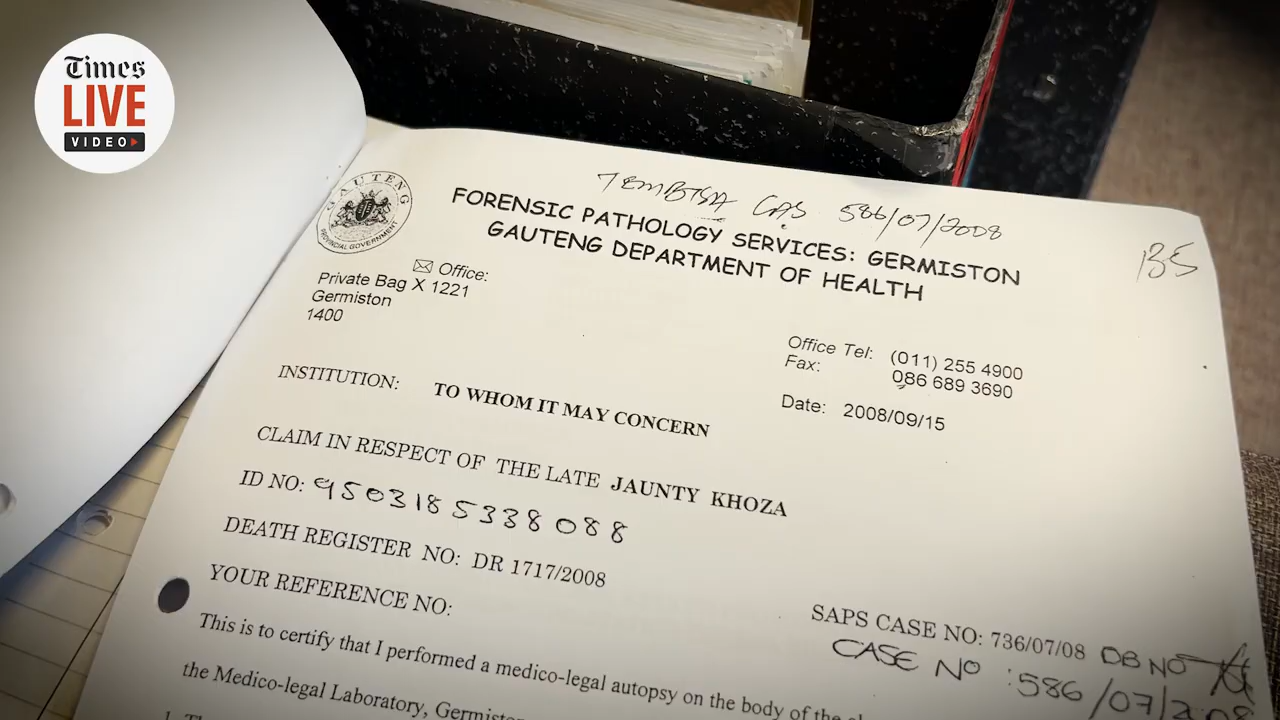 Times
LIVE
VIDEO
TEMBISA CAS 586/07/2008
135
GAUTENG
PROVINCIAL GOVERNMENT
FORENSIC PATHOLOGY SERVICES: GERMISTON
GAUTENG DEPARTMENT OF HEALTH
Office:
Private Bag X 1221
Germiston
1400
Office Tel: (011) 255 4900
Fax: 086 689 3690
Date: 2008/09/15
INSTITUTION: TO WHOM IT MAY CONCERN
CLAIM IN RESPECT OF THE LATE JAUNTY KHOZA
ID NO: 9503185338088
DEATH REGISTER NO: DR 1717/2008
YOUR REFERENCE NO:
SAPS CASE NO: 736/07/08 DB NO
CASE NO : 586/07/2008
This is to certify that I performed a medico-legal autopsy on the body of the
the Medico-legal Laboratory,
1.